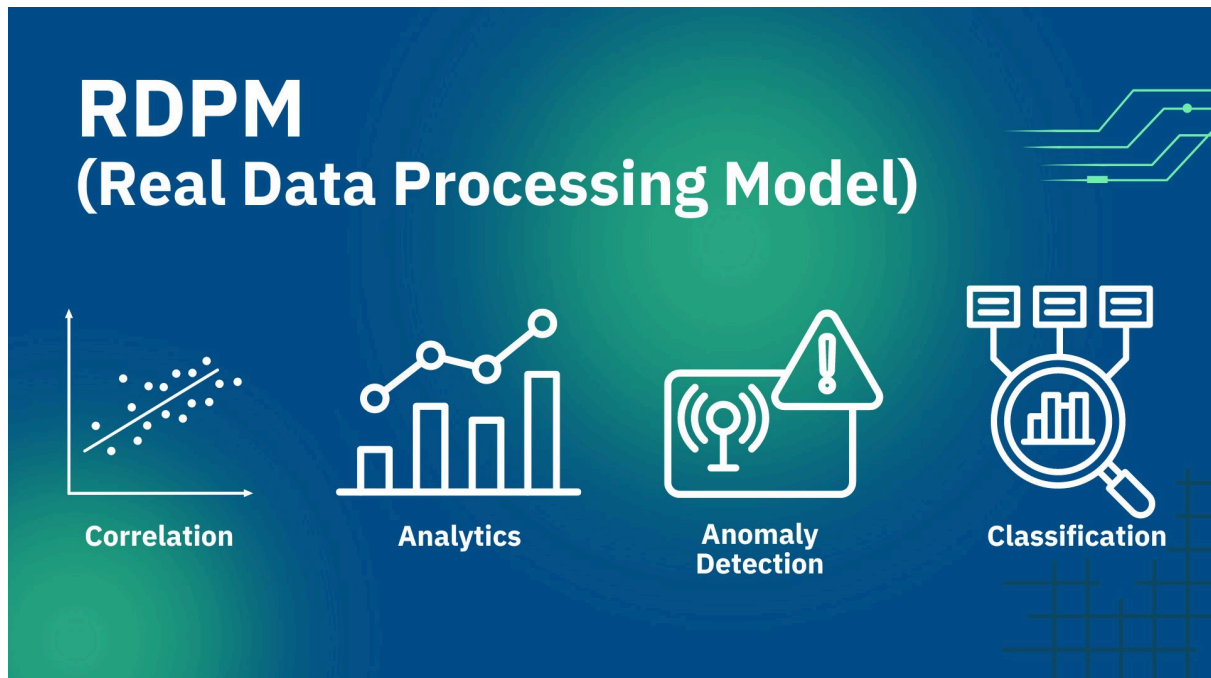 RDPM
(Real Data Processing Model)
Correlation
Analytics
Anomaly
Detection
Classification